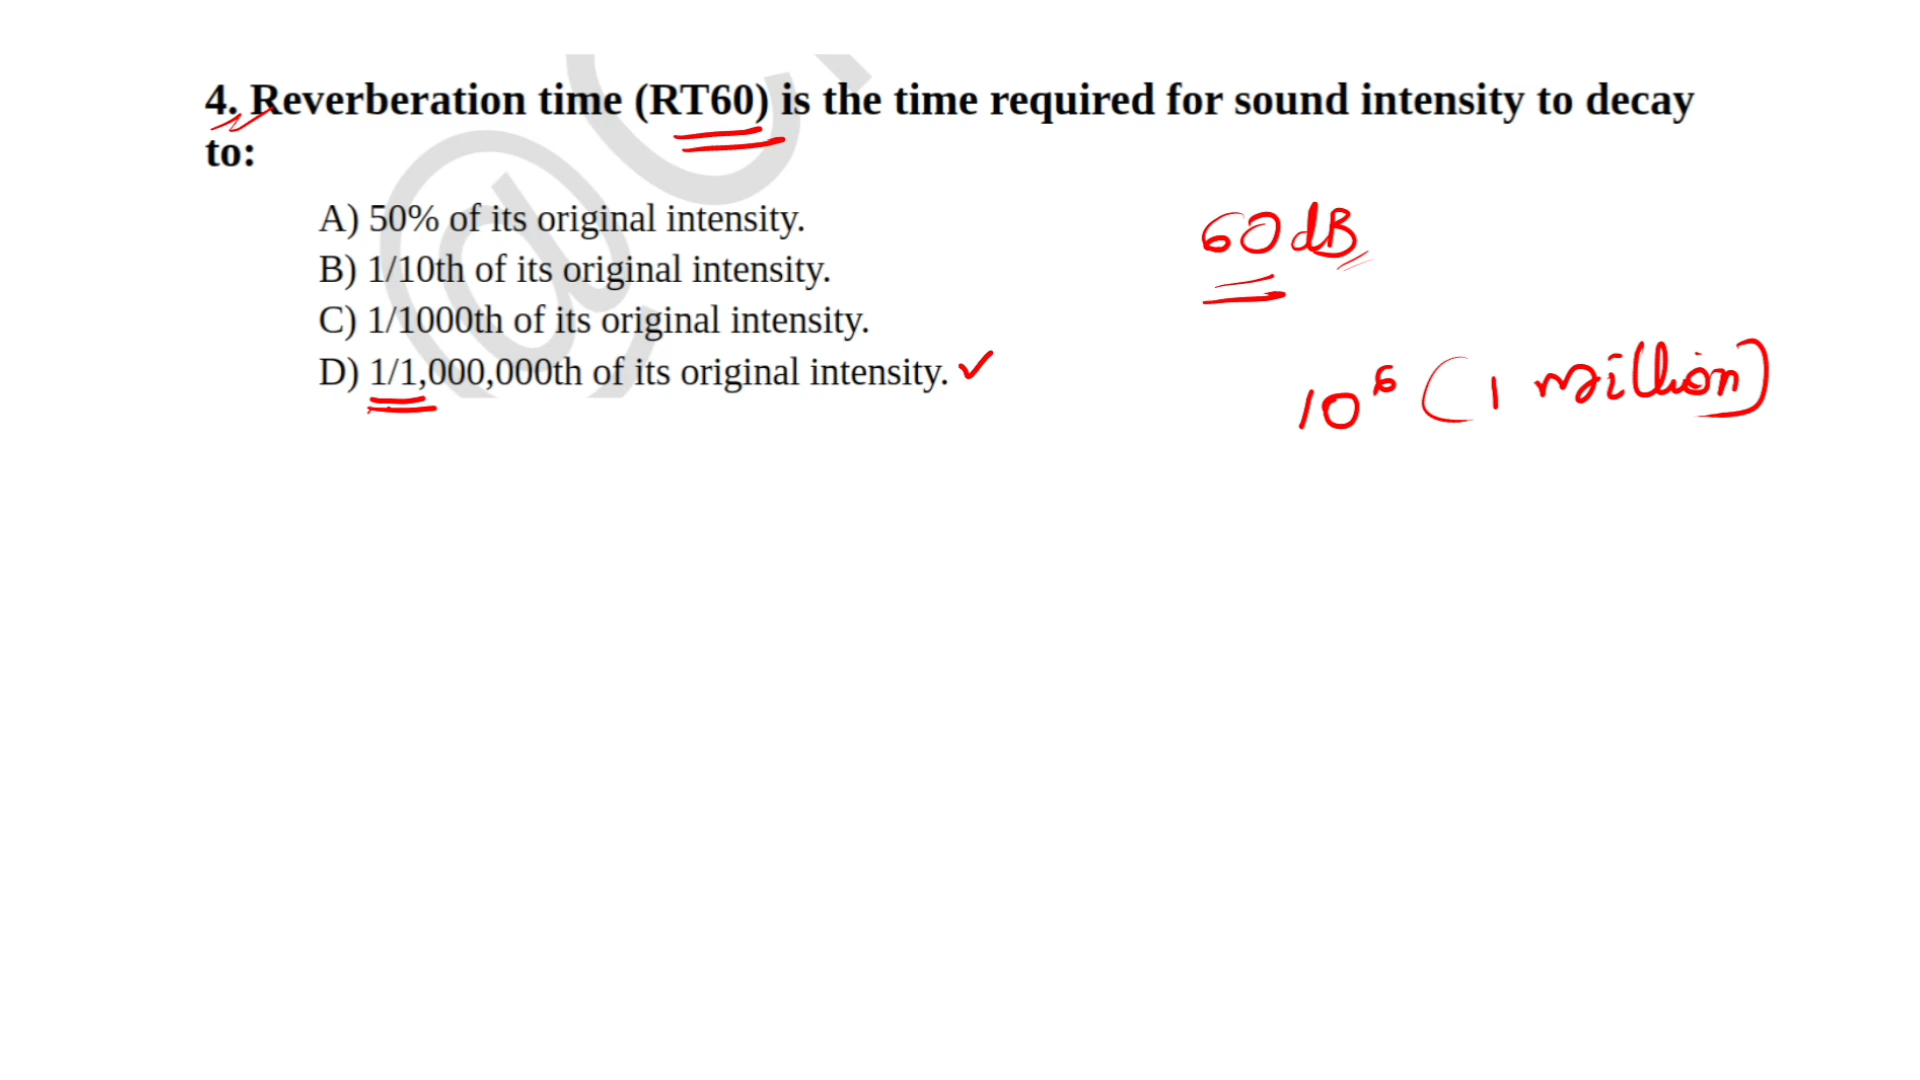 4. Reverberation time (RT60) is the time required for sound intensity to decay
to:
A) 50% of its original intensity.
B) 1/10th of its original intensity.
C) 1/1000th of its original intensity.
D) 1/1,000,000th of its original intensity. ✓
60 dB
10⁶ (1 million)